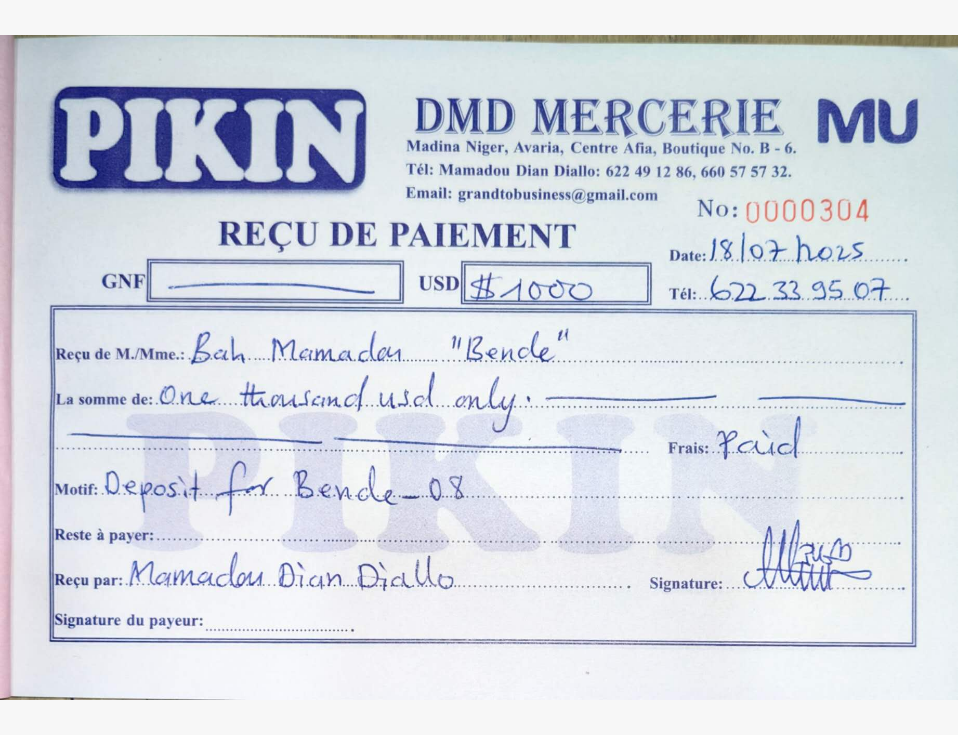 PIKIN
DMD MERCERIE MU
Madina Niger, Avaria, Centre Afia, Boutique No. B - 6.
Tél: Mamadou Dian Diallo: 622 49 12 86, 660 57 57 32.
Email: grandtobusiness@gmail.com
No: 0000304
REÇU DE PAIEMENT
Date: 18/07/2025
GNF USD $1000
Tél: 622 33 95 07
Reçu de M./Mme.: Bah Mamadou "Bende"
La somme de: One thousand usd only.
Frais: Paid
Motif: Deposit for Bende-08
Reste à payer:
Reçu par: Mamadou Dian Diallo Signature:
Signature du payeur:
PIKIN